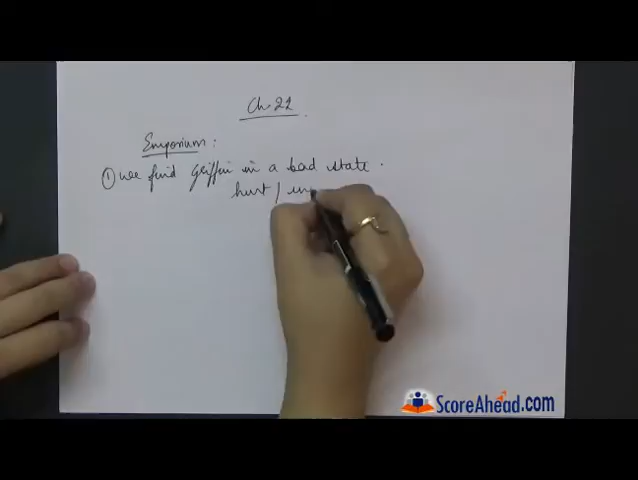 Ch 22
Emporium:
① we find Griffin in a bad state.
hurt /
ScoreAhead.com